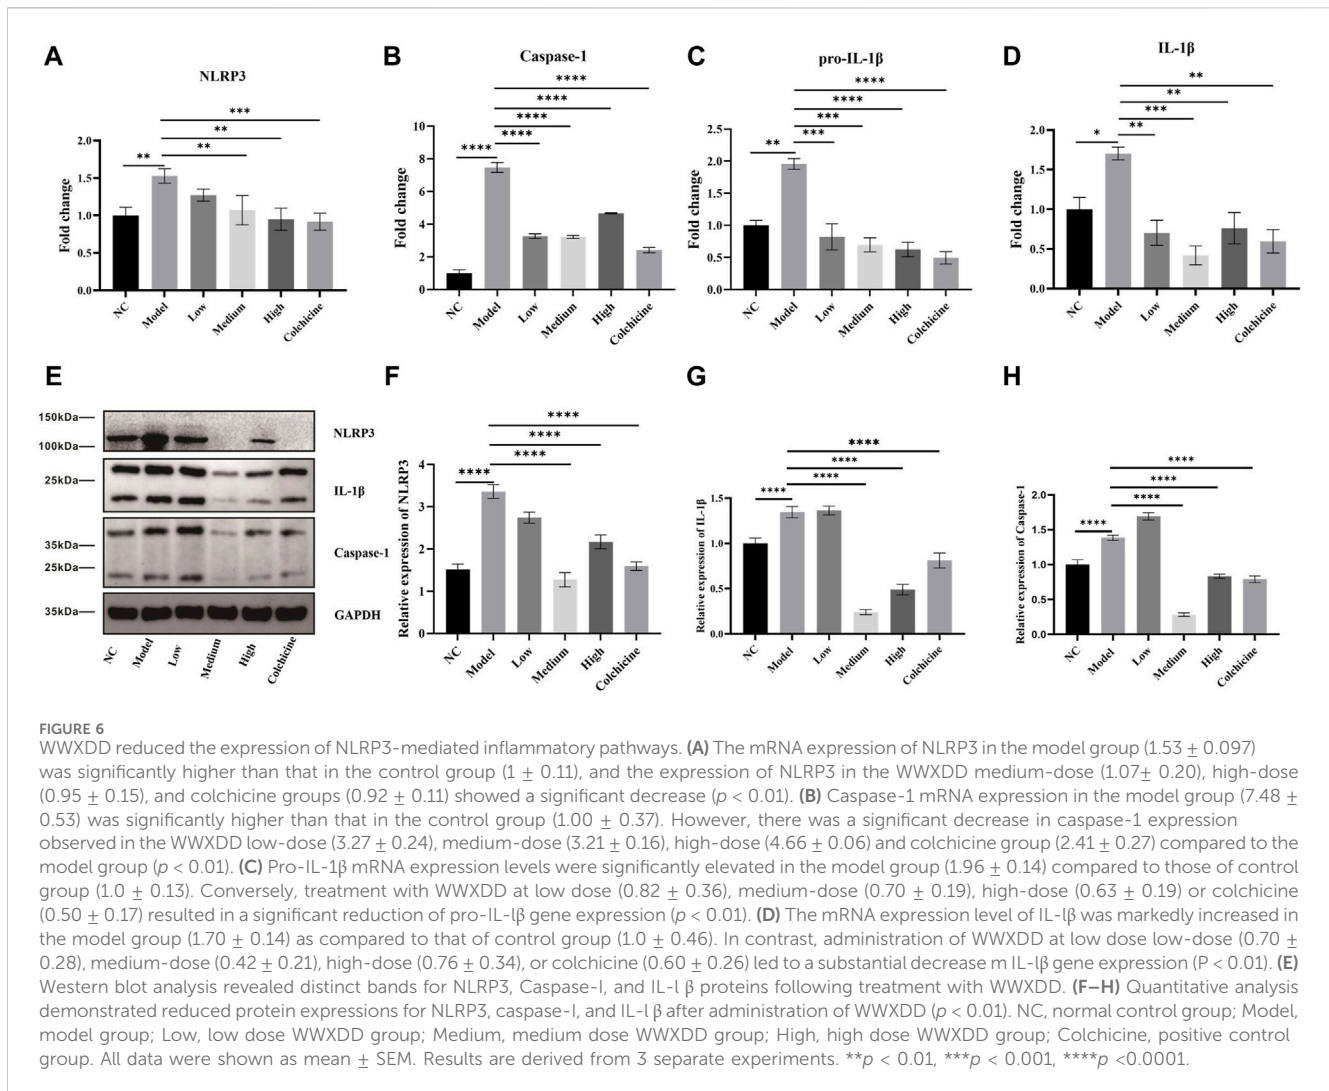 A
NLRP3
***
**
**
**
2.0
1.5
1.0
0.5
0.0
Fold change
NC
Model
Low
Medium
High
Colchicine
B
Caspase-1
****
****
****
****
****
10
8
6
4
2
0
Fold change
NC
Model
Low
Medium
High
Colchicine
C
pro-IL-1β
****
****
***
***
**
2.5
2.0
1.5
1.0
0.5
0.0
Fold change
NC
Model
Low
Medium
High
Colchicine
D
IL-1β
**
**
***
**
*
2.0
1.5
1.0
0.5
0.0
Fold change
NC
Model
Low
Medium
High
Colchicine
E
150kDa
100kDa
NLRP3
25kDa
IL-1β
35kDa
25kDa
Caspase-1
35kDa
GAPDH
NC
Model
Low
Medium
High
Colchicine
F
****
****
****
****
4
3
2
1
0
Relative expression of NLRP3
NC
Model
Low
Medium
High
Colchicine
G
****
****
****
****
1.5
1.0
0.5
0.0
Relative expression of IL-1β
NC
Model
Low
Medium
High
Colchicine
H
****
****
****
****
2.0
1.5
1.0
0.5
0.0
Relative expression of Caspase-1
NC
Model
Low
Medium
High
Colchicine
FIGURE 6
WWXDD reduced the expression of NLRP3-mediated inflammatory pathways. (A) The mRNA expression of NLRP3 in the model group (1.53 ± 0.097)
was significantly higher than that in the control group (1 ± 0.11), and the expression of NLRP3 in the WWXDD medium-dose (1.07± 0.20), high-dose
(0.95 ± 0.15), and colchicine groups (0.92 ± 0.11) showed a significant decrease (p < 0.01). (B) Caspase-1 mRNA expression in the model group (7.48 ±
0.53) was significantly higher than that in the control group (1.00 ± 0.37). However, there was a significant decrease in caspase-1 expression
observed in the WWXDD low-dose (3.27 ± 0.24), medium-dose (3.21 ± 0.16), high-dose (4.66 ± 0.06) and colchicine group (2.41 ± 0.27) compared to the
model group (p < 0.01). (C) Pro-IL-1β mRNA expression levels were significantly elevated in the model group (1.96 ± 0.14) compared to those of control
group (1.0 ± 0.13). Conversely, treatment with WWXDD at low dose (0.82 ± 0.36), medium-dose (0.70 ± 0.19), high-dose (0.63 ± 0.19) or colchicine
(0.50 ± 0.17) resulted in a significant reduction of pro-IL-lβ gene expression (p < 0.01). (D) The mRNA expression level of IL-lβ was markedly increased in
the model group (1.70 ± 0.14) as compared to that of control group (1.0 ± 0.46). In contrast, administration of WWXDD at low dose low-dose (0.70 ±
0.28), medium-dose (0.42 ± 0.21), high-dose (0.76 ± 0.34), or colchicine (0.60 ± 0.26) led to a substantial decrease m IL-lβ gene expression (P < 0.01). (E)
Western blot analysis revealed distinct bands for NLRP3, Caspase-I, and IL-l β proteins following treatment with WWXDD. (F–H) Quantitative analysis
demonstrated reduced protein expressions for NLRP3, caspase-I, and IL-l β after administration of WWXDD (p < 0.01). NC, normal control group; Model,
model group; Low, low dose WWXDD group; Medium, medium dose WWXDD group; High, high dose WWXDD group; Colchicine, positive control
group. All data were shown as mean ± SEM. Results are derived from 3 separate experiments. **p < 0.01, ***p < 0.001, ****p <0.0001.